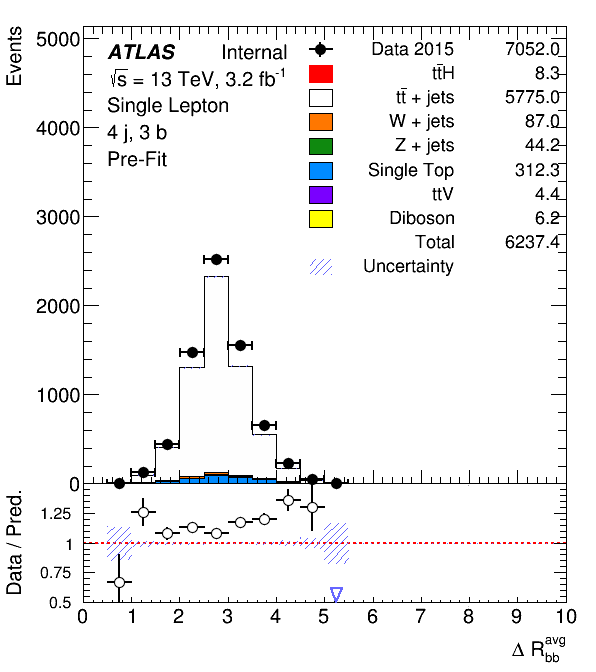 Events
5000
4000
3000
2000
1000
0
ATLAS Internal
√s = 13 TeV, 3.2 fb⁻¹
Single Lepton
4 j, 3 b
Pre-Fit
Data 2015 7052.0
tt̄H 8.3
tt̄ + jets 5775.0
W + jets 87.0
Z + jets 44.2
Single Top 312.3
ttV 4.4
Diboson 6.2
Total 6237.4
Uncertainty
Data / Pred.
1.25
1
0.75
0.5
0 1 2 3 4 5 6 7 8 9 10
Δ R_bb^avg